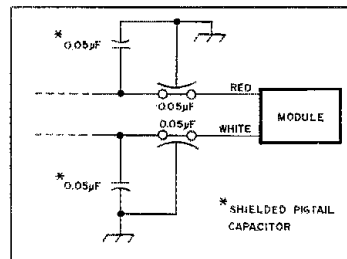 * 0.05µF
0.05µF
RED
0.05µF
WHITE
MODULE
* 0.05µF
* SHIELDED PIGTAIL
CAPACITOR